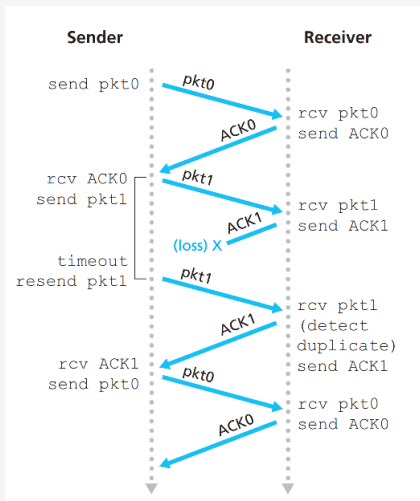 Sender
Receiver
send pkt0
pkt0
rcv pkt0
send ACK0
ACK0
rcv ACK0
send pkt1
pkt1
rcv pkt1
send ACK1
ACK1
(loss) X
timeout
resend pkt1
pkt1
rcv pkt1
(detect
duplicate)
send ACK1
ACK1
rcv ACK1
send pkt0
pkt0
rcv pkt0
send ACK0
ACK0